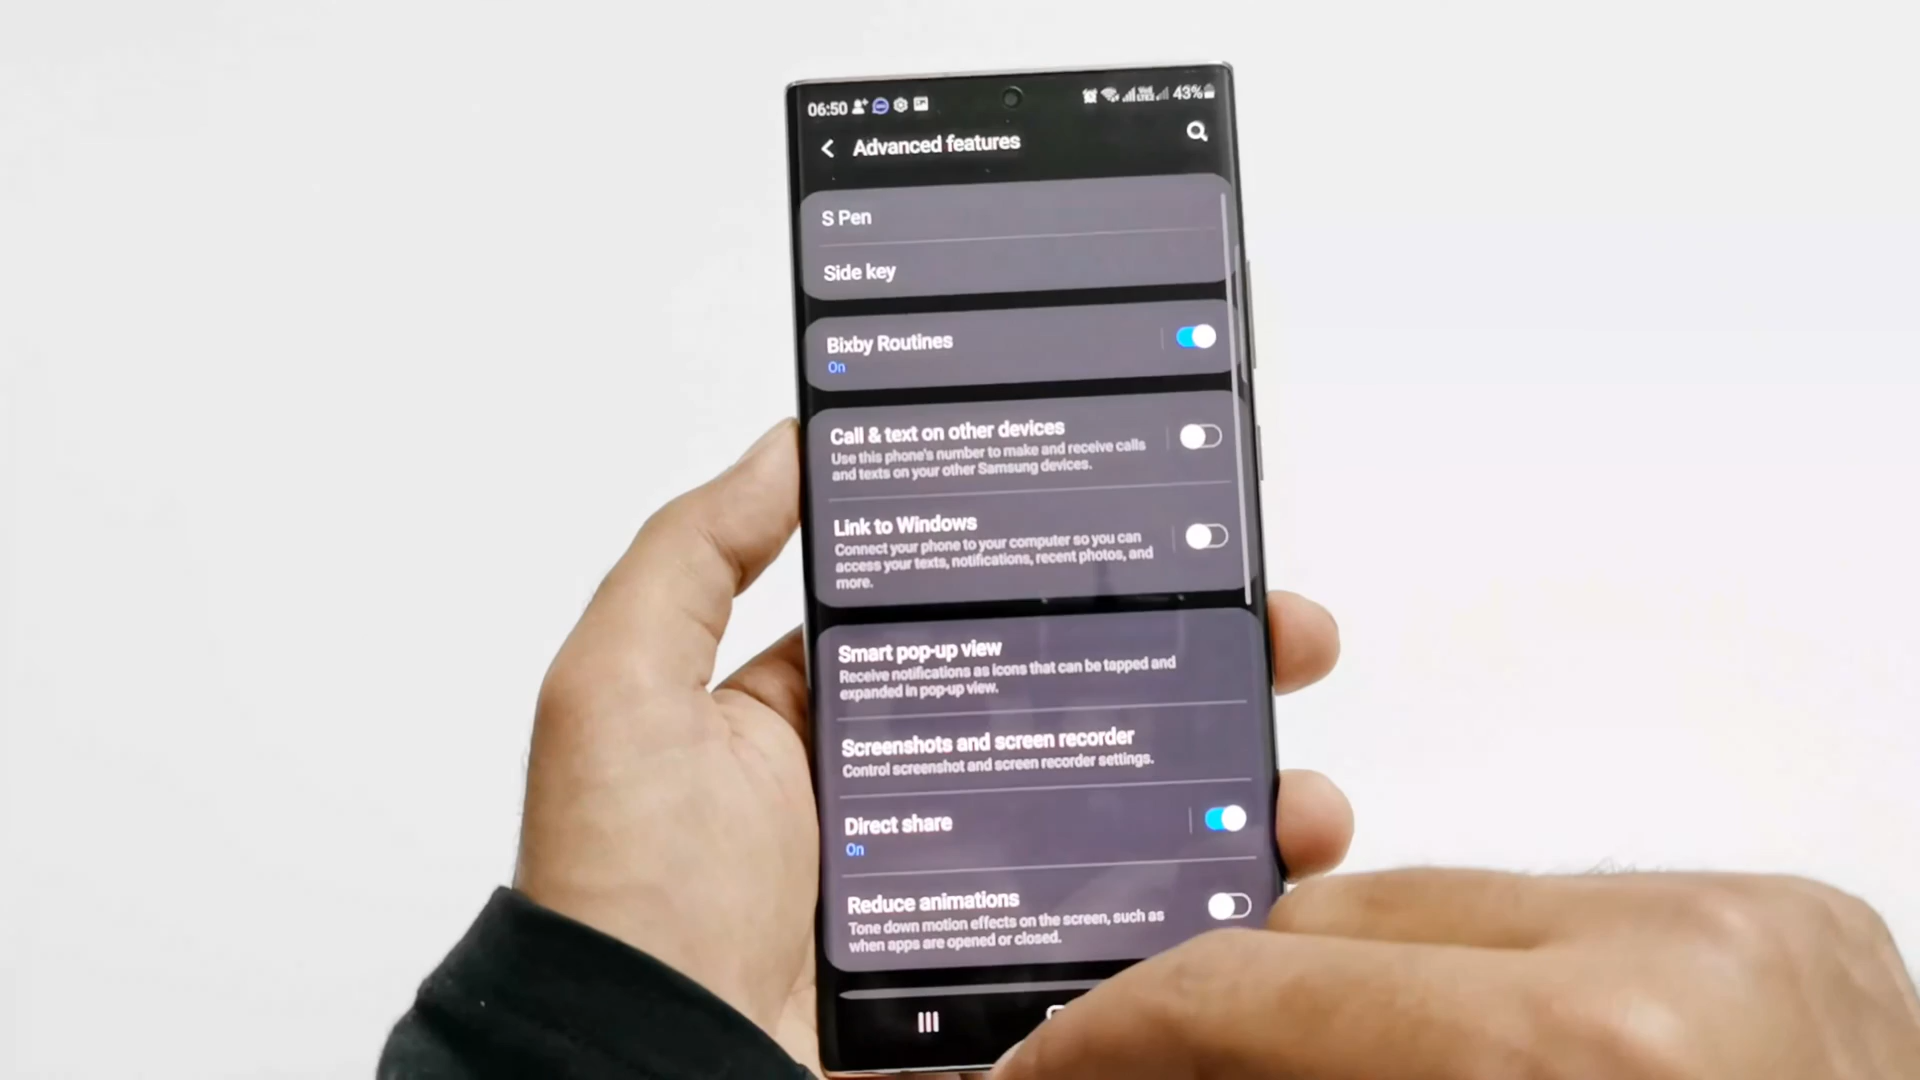 06:50
43%
Advanced features
S Pen
Side key
Bixby Routines
On
Call & text on other devices
Use this phone's number to make and receive calls
and texts on your other Samsung devices.
Link to Windows
Connect your phone to your computer so you can
access your texts, notifications, recent photos, and
more.
Smart pop-up view
Receive notifications as icons that can be tapped and
expanded in pop-up view.
Screenshots and screen recorder
Control screenshot and screen recorder settings.
Direct share
On
Reduce animations
Tone down motion effects on the screen, such as
when apps are opened or closed.